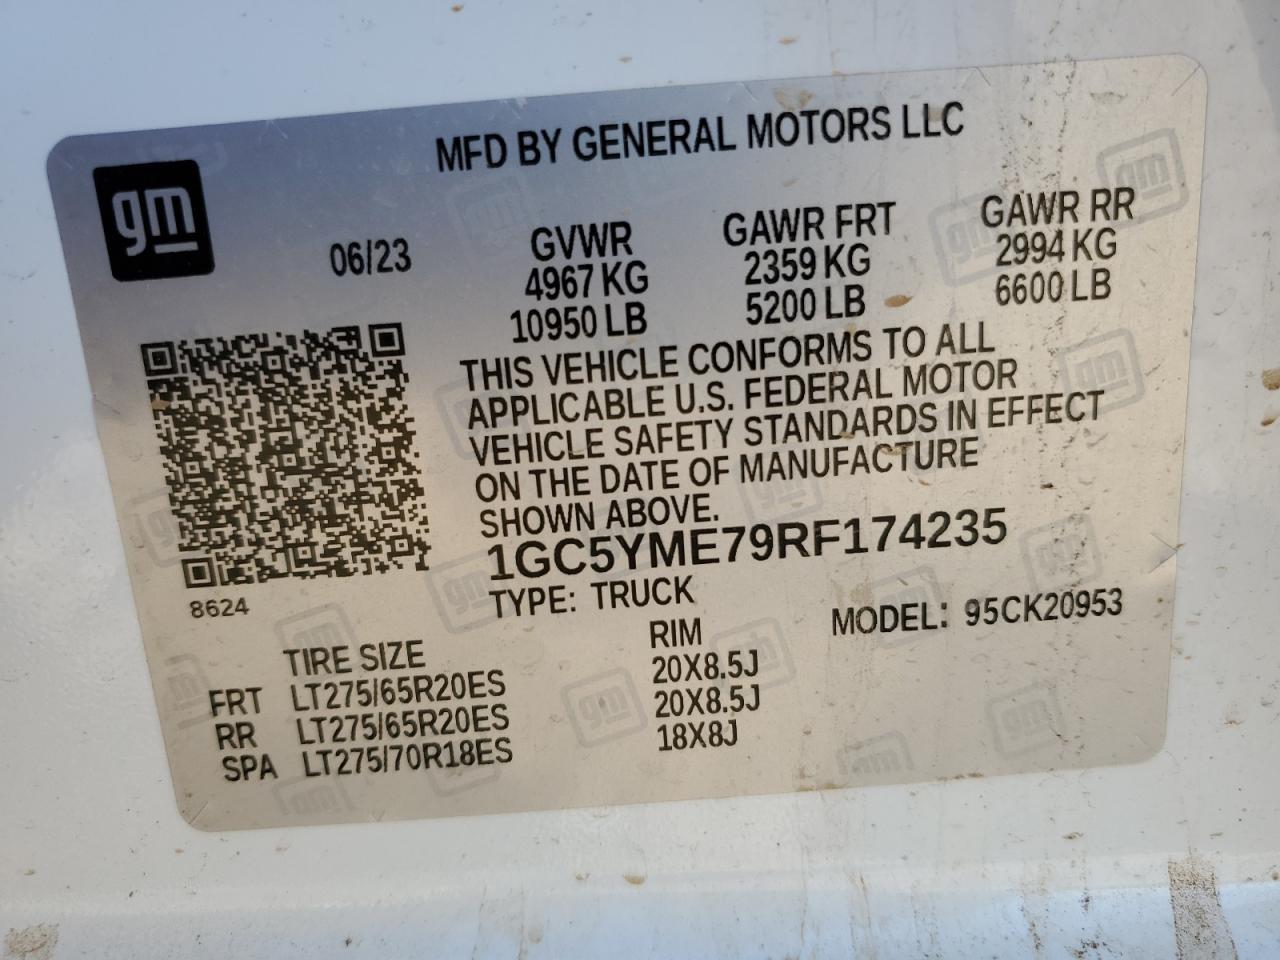 MFD BY GENERAL MOTORS LLC
gm
06/23
GVWR
4967 KG
10950 LB
GAWR FRT
2359 KG
5200 LB
GAWR RR
2994 KG
6600 LB
THIS VEHICLE CONFORMS TO ALL
APPLICABLE U.S. FEDERAL MOTOR
VEHICLE SAFETY STANDARDS IN EFFECT
ON THE DATE OF MANUFACTURE
SHOWN ABOVE.
1GC5YME79RF174235
8624
TYPE: TRUCK
MODEL: 95CK20953
TIRE SIZE RIM
FRT LT275/65R20ES 20X8.5J
RR LT275/65R20ES 20X8.5J
SPA LT275/70R18ES 18X8J